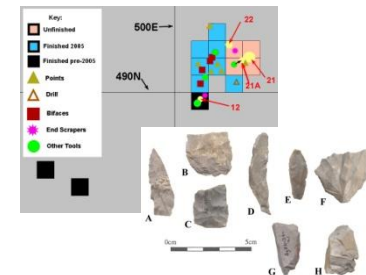 Key:
Unfinished
Finished 2005
Finished pre-2005
Points
Drill
Bifaces
End Scrapers
Other Tools
500E
490N
22
21
21A
12
A
B
C
D
E
F
G
H
0cm
5cm